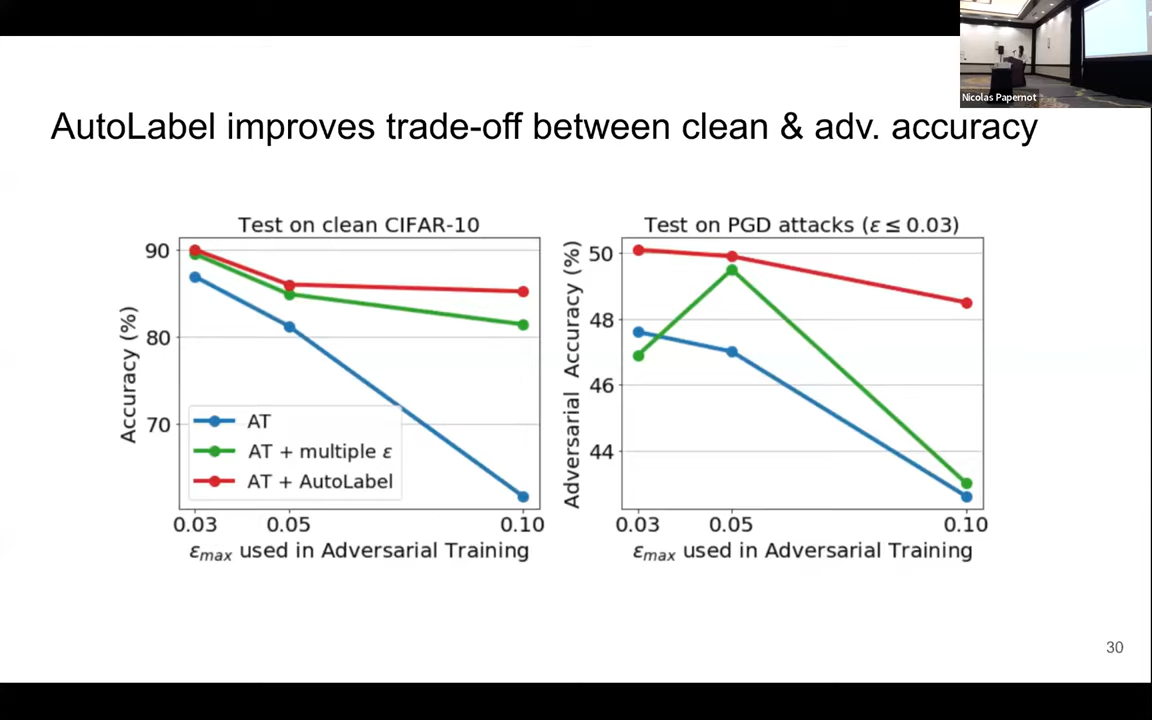 Nicolas Papernot
AutoLabel improves trade-off between clean & adv. accuracy
Test on clean CIFAR-10
90
80
70
Accuracy (%)
AT
AT + multiple ε
AT + AutoLabel
0.03 0.05 0.10
εmax used in Adversarial Training
Test on PGD attacks (ε ≤ 0.03)
50
48
46
44
Adversarial Accuracy (%)
0.03 0.05 0.10
εmax used in Adversarial Training
30